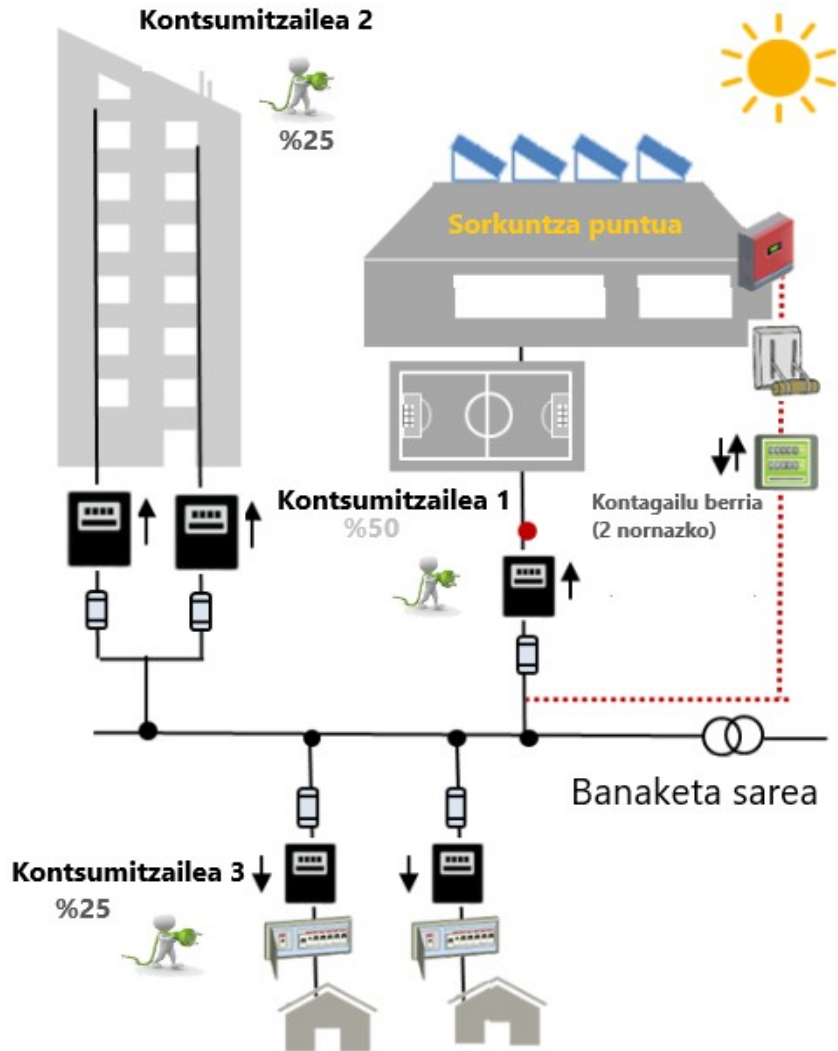 Kontsumitzailea 2
%25
Sorkuntza puntua
Kontsumitzailea 1
%50
Kontagailu berria
(2 nornazko)
Banaketa sarea
Kontsumitzailea 3
%25